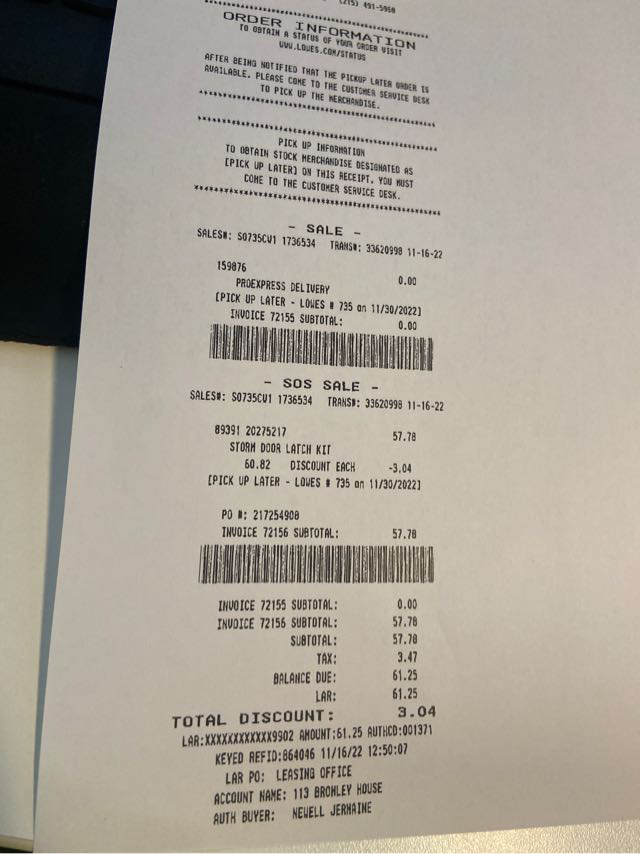 (215) 491-5968
****************************************
ORDER INFORMATION
TO OBTAIN A STATUS OF YOUR ORDER VISIT
WWW.LOWES.COM/STATUS
AFTER BEING NOTIFIED THAT THE PICKUP LATER ORDER IS
AVAILABLE, PLEASE COME TO THE CUSTOMER SERVICE DESK
TO PICK UP THE MERCHANDISE.
****************************************
****************************************
PICK UP INFORMATION
TO OBTAIN STOCK MERCHANDISE DESIGNATED AS
[PICK UP LATER] ON THIS RECEIPT, YOU MUST
COME TO THE CUSTOMER SERVICE DESK.
****************************************
- SALE -
SALES#: S0735CW1 1736534 TRANS#: 33620998 11-16-22
159876 0.00
PROEXPRESS DELIVERY
[PICK UP LATER - LOWES # 735 on 11/30/2022]
INVOICE 72155 SUBTOTAL: 0.00
- SOS SALE -
SALES#: S0735CW1 1736534 TRANS#: 33620998 11-16-22
89391 20275217 57.78
STORM DOOR LATCH KIT
60.82 DISCOUNT EACH -3.04
[PICK UP LATER - LOWES # 735 on 11/30/2022]
PO #: 217254908
INVOICE 72156 SUBTOTAL: 57.78
INVOICE 72155 SUBTOTAL: 0.00
INVOICE 72156 SUBTOTAL: 57.78
SUBTOTAL: 57.78
TAX: 3.47
BALANCE DUE: 61.25
LAR: 61.25
TOTAL DISCOUNT: 3.04
LAR:XXXXXXXXXXXX9902 AMOUNT:61.25 AUTHCD:001371
KEYED REFID:864046 11/16/22 12:50:07
LAR PO: LEASING OFFICE
ACCOUNT NAME: 113 BROMLEY HOUSE
AUTH BUYER: NEWELL JERMAINE